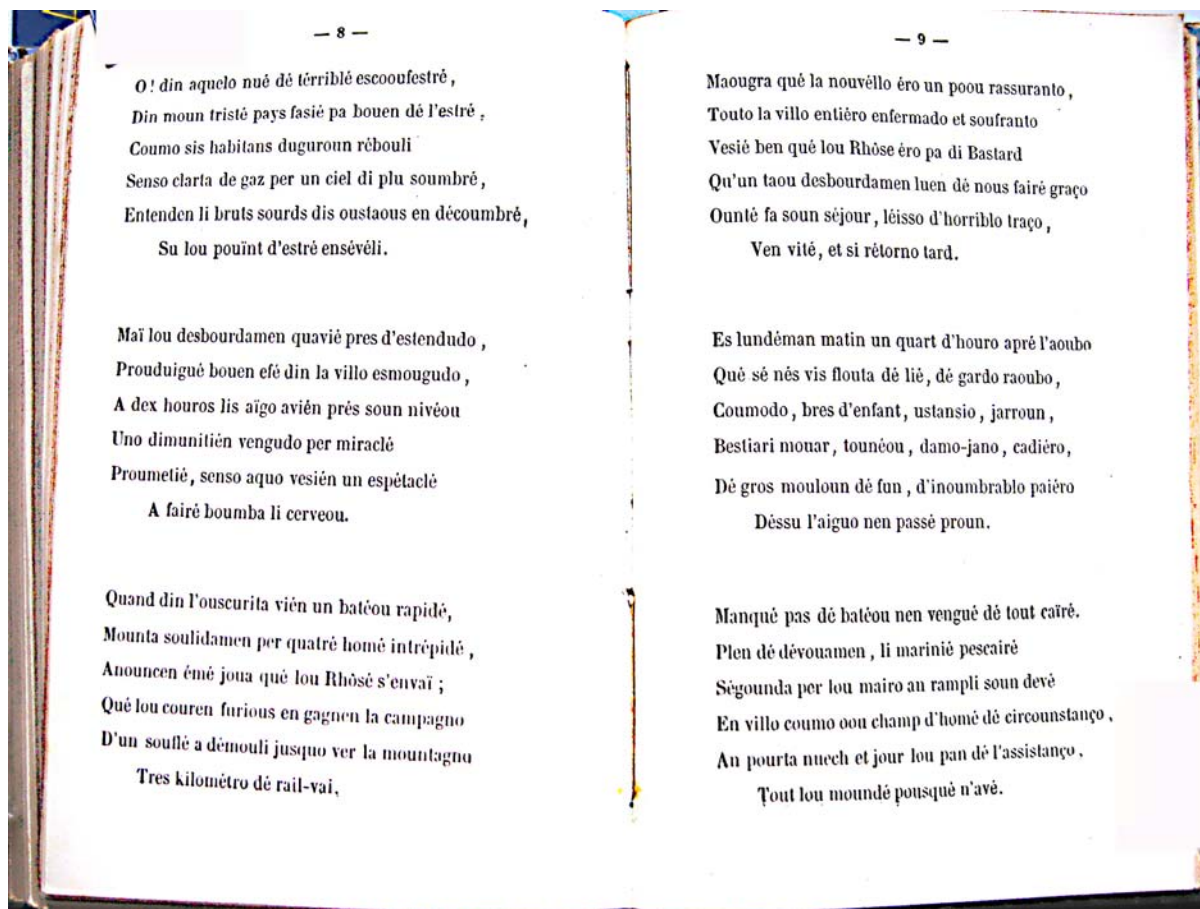 — 8 —
O! din aquelo nué dé térriblé escooufestré,
Din moun tristé pays fasié pa bouen dé l'estré,
Coumo sis habitans duguroun rébouli
Senso clarta de gaz per un ciel di plu soumbré,
Entenden li bruts sourds dis oustaous en découmbré,
Su lou pouïnt d'estré ensévéli.
Maï lou desbourdamen quavié pres d'estendudo,
Prouduigué bouen efé din la villo esmougudo,
A dex houros lis aïgo avién prés soun nivéou
Uno dimunitién vengudo per miraclé
Proumetié, senso aquo vesién un espétaclé
A fairé boumba li cerveou.
Quand din l'ouscurita vién un batéou rapidé,
Mounta soulidamen per quatré homé intrépidé,
Anouncen émé joua qué lou Rhôsé s'envaï;
Qué lou couren furious en gagnen la campagno
D'un souflé a démouli jusquo ver la mountagno
Tres kilométro dé rail-vai,
— 9 —
Maougra qué la nouvéllo éro un poou rassuranto,
Touto la villo entiéro enfermado et soufranto
Vesié ben qué lou Rhôse éro pa di Bastard
Qu'un taou desbourdamen luen dé nous fairé graço
Ounté fa soun séjour, léisso d'horriblo traço,
Ven vité, et si rétorno tard.
Es lundéman matin un quart d'houro apré l'aoubo
Qué sé nés vis flouta dé lié, dé gardo raoubo,
Coumodo, bres d'enfant, ustansio, jarroun,
Bestiari mouar, tounéou, damo-jano, cadiéro,
Dé gros mouloun dé fun, d'inoumbrablo paiéro
Déssu l'aiguo nen passé proun.
Manqué pas dé batéou nen vengué dé tout caïré.
Plen dé dévouamen, li marinié pescairé
Ségounda per lou mairo an rampli soun devé
En villo coumo oou champ d'homé dé circounstanço,
An pourta nuech et jour lou pan dé l'assistanço,
Tout lou moundé pousqué n'avé.